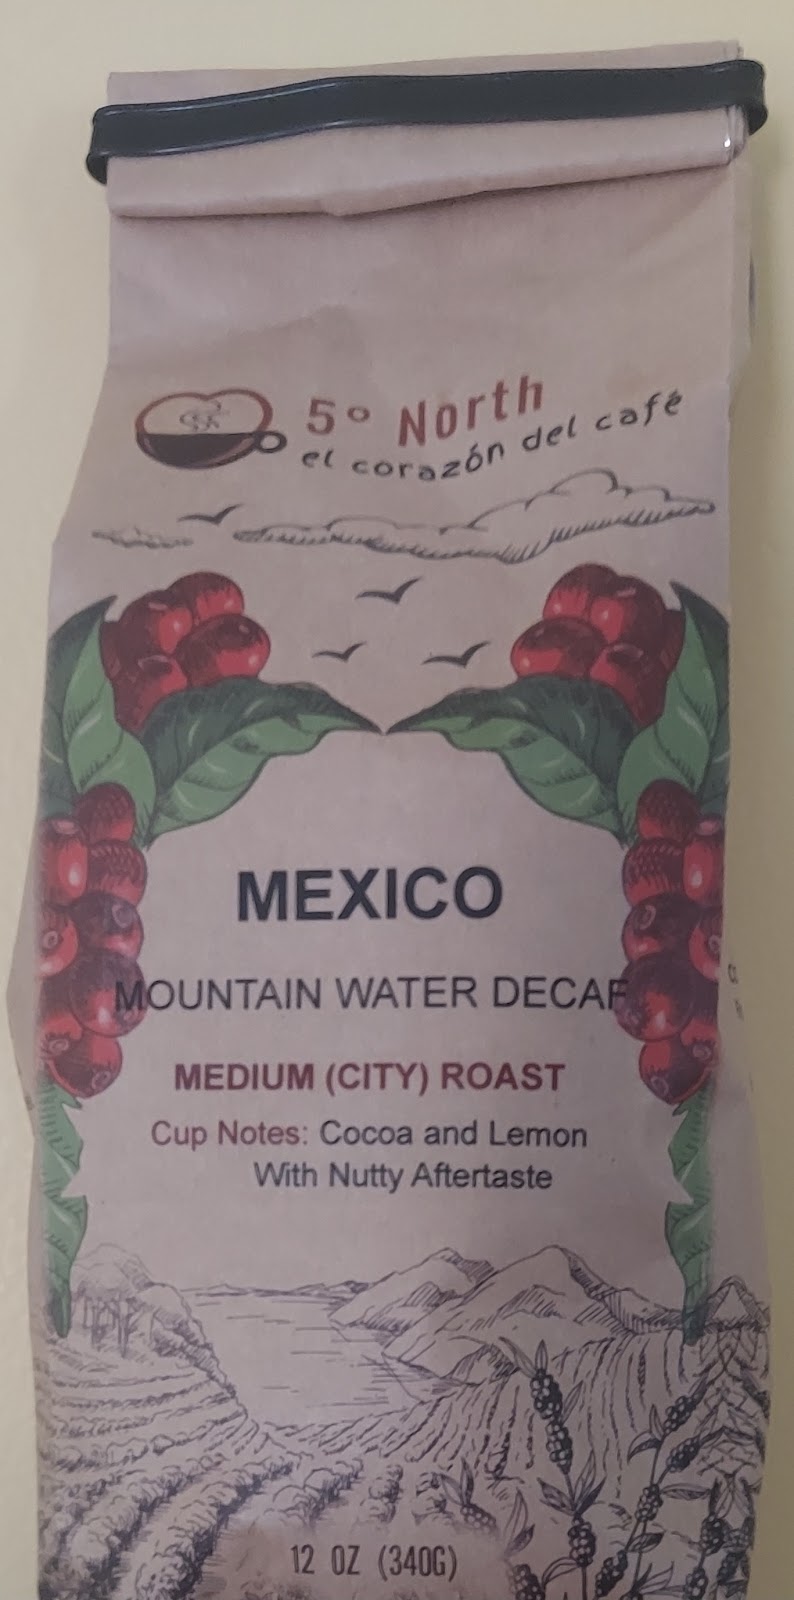 5° North
el corazón del café
MEXICO
MOUNTAIN WATER DECAF
MEDIUM (CITY) ROAST
Cup Notes: Cocoa and Lemon
With Nutty Aftertaste
12 OZ (340G)